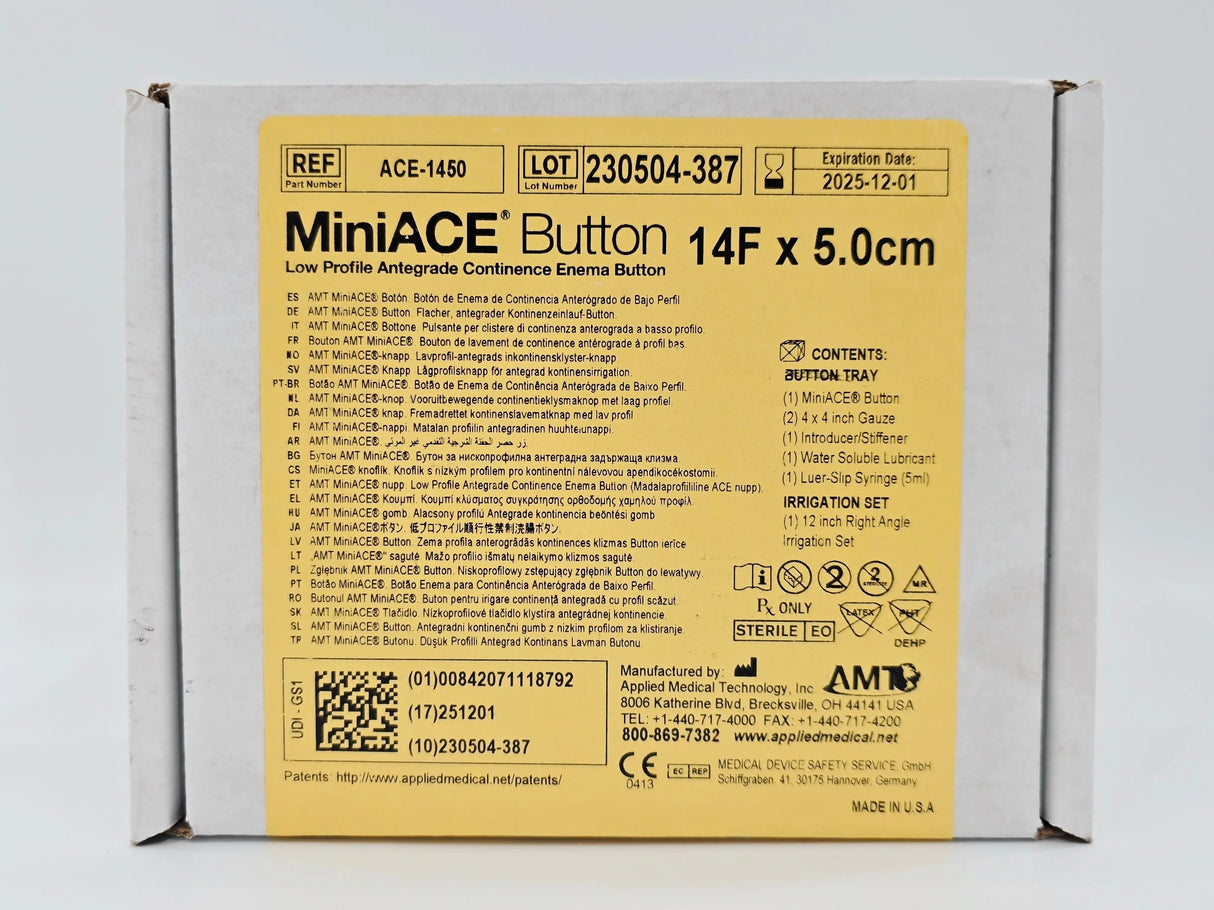 REF
Part Number
ACE-1450
LOT
Lot Number
230504-387
Expiration Date:
2025-12-01
MiniACE® Button 14F x 5.0cm
Low Profile Antegrade Continence Enema Button
ES AMT MiniACE® Botón. Botón de Enema de Continencia Anterógrado de Bajo Perfil
DE AMT MiniACE® Button. Flacher, antegrader Kontinenzeinlauf-Button.
IT AMT MiniACE® Bottone. Pulsante per clistere di continenza anterograda a basso profilo.
FR Bouton AMT MiniACE®. Bouton de lavement de continence antérograde à profil bas.
NO AMT MiniACE®-knapp. Lavprofil-antegrads inkontinensklyster-knapp.
SV AMT MiniACE® Knapp. Lågprofilsknapp för antegrad kontinensirrigation.
PT-BR Botão AMT MiniACE®. Botão de Enema de Continência Anterógrada de Baixo Perfil.
NL AMT MiniACE®-knop. Vooruitbewegende continentieklysmaknop met laag profiel.
DA AMT MiniACE® knap. Fremadrettet kontinenslavematknap med lav profil
FI AMT MiniACE®-nappi. Matalan profiilin antegradinen huuhteiunappi.
AR AMT MiniACE®. زر حصر الحقنة الشرجية التقدمي غير المرئي.
BG Бутон AMT MiniACE®. Бутон за нископрофилна антеградна задържаща клизма.
CS MiniACE® knoflík. Knoflík s nízkým profilem pro kontinentní nálevovou apendikocékostomii.
ET AMT MiniACE® nupp. Low Profile Antegrade Continence Enema Button (Madalaprofiililine ACE nupp).
EL AMT MiniACE® Κουμπί. Κουμπί κλύσματος συγκράτησης ορθοδομής χαμηλού προφίλ.
HU AMT MiniACE® gomb. Alacsony profilú Antegrade kontinencia beöntési gomb
JA AMT MiniACE®ボタン. 低プロファイル順行性禁制浣腸ボタン.
LV AMT MiniACE® Button. Zema profila anterogrādās kontinences klizmas Button ierīce
LT „AMT MiniACE®“ sagutė. Mažo profilio išmatų nelaikymo klizmos sagutė.
PL Zgłębnik AMT MiniACE® Button. Niskoprofilowy zstępujący zgłębnik Button do lewatywy.
PT Botão AMT MiniACE®. Botão Enema para Continência Anterógrada de Baixo Perfil.
RO Butonul AMT MiniACE®. Buton pentru irigare continentă antegradă cu profil scăzut.
SK AMT MiniACE® Tlačidlo. Nízkoprofilové tlačidlo klystíra antegrádnej kontinencie.
SL AMT MiniACE® Button. Antegradni kontinenčni gumb z nizkim profilom za klistiranje.
TR AMT MiniACE® Butonu. Düşük Profilli Antegrad Kontinans Lavman Butonu.
CONTENTS:
BUTTON TRAY
(1) MiniACE® Button
(2) 4 x 4 inch Gauze
(1) Introducer/Stiffener
(1) Water Soluble Lubricant
(1) Luer-Slip Syringe (5ml)
IRRIGATION SET
(1) 12 inch Right Angle
Irrigation Set
i 2 2 STERILIZE MR
Rx ONLY
LATEX PHT
STERILE EO
DEHP
UDI - GS1
(01)00842071118792
(17)251201
(10)230504-387
Patents: http://www.appliedmedical.net/patents/
Manufactured by:
AMT
Applied Medical Technology, Inc.
8006 Katherine Blvd, Brecksville, OH 44141 USA
TEL: +1-440-717-4000 FAX: +1-440-717-4200
800-869-7382 www.appliedmedical.net
CE
0413
EC REP
MEDICAL DEVICE SAFETY SERVICE, GmbH
Schiffgraben 41, 30175 Hannover, Germany
MADE IN U.S.A